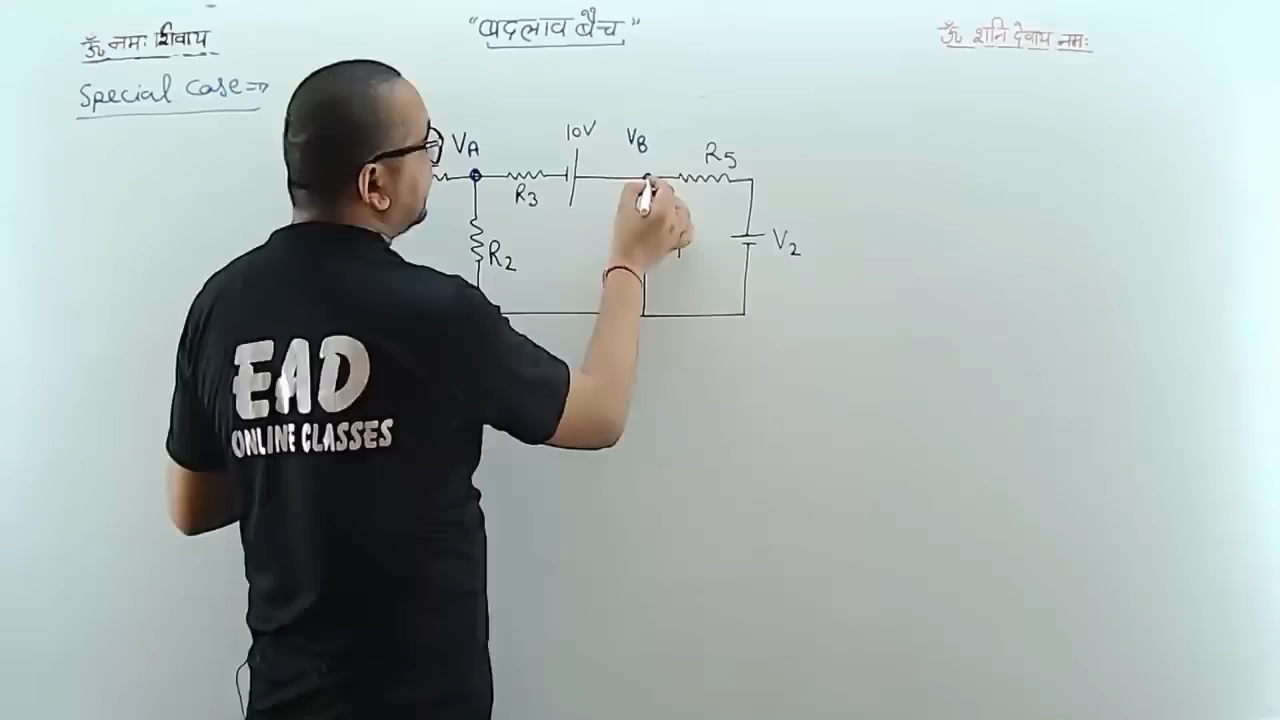 ॐ नमः शिवाय
"बदलाव बैच"
ॐ शनि देवाय नमः
Special Case⇒
VA
10V
VB
R5
R3
R2
V2
EAD
ONLINE CLASSES